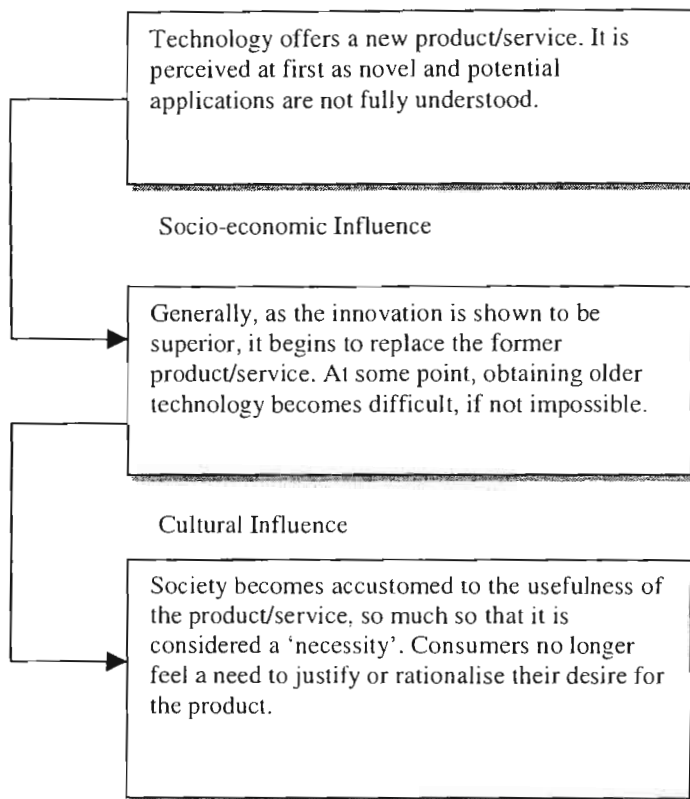 Technology offers a new product/service. It is
perceived at first as novel and potential
applications are not fully understood.
Socio-economic Influence
Generally, as the innovation is shown to be
superior, it begins to replace the former
product/service. At some point, obtaining older
technology becomes difficult, if not impossible.
Cultural Influence
Society becomes accustomed to the usefulness of
the product/service, so much so that it is
considered a ‘necessity’. Consumers no longer
feel a need to justify or rationalise their desire for
the product.